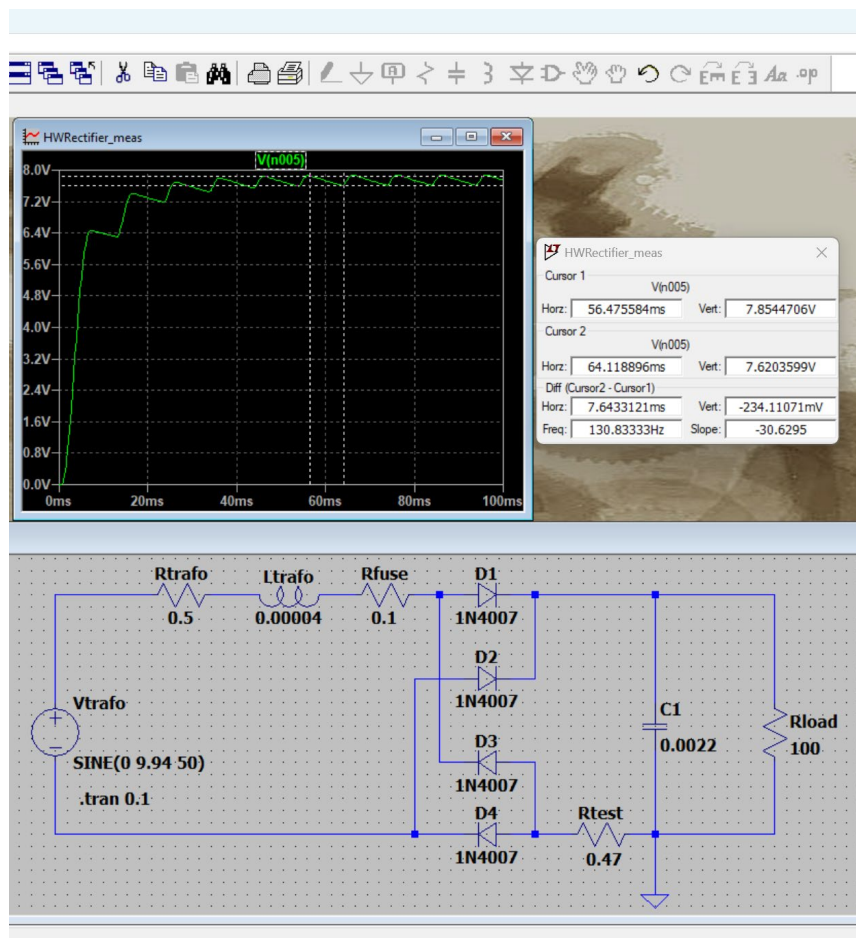 Aa .op
HWRectifier_meas
V(n005)
8.0V
7.2V
6.4V
5.6V
4.8V
4.0V
3.2V
2.4V
1.6V
0.8V
0.0V
0ms 20ms 40ms 60ms 80ms 100ms
HWRectifier_meas
Cursor 1
V(n005)
Horz: 56.475584ms Vert: 7.8544706V
Cursor 2
V(n005)
Horz: 64.118896ms Vert: 7.6203599V
Diff (Cursor2 - Cursor1)
Horz: 7.6433121ms Vert: -234.11071mV
Freq: 130.83333Hz Slope: -30.6295
Rtrafo Ltrafo Rfuse D1
0.5 0.00004 0.1 1N4007
D2
1N4007
Vtrafo
C1
Rload
D3
0.0022
100
SINE(0 9.94 50)
1N4007
.tran 0.1
D4 Rtest
1N4007 0.47